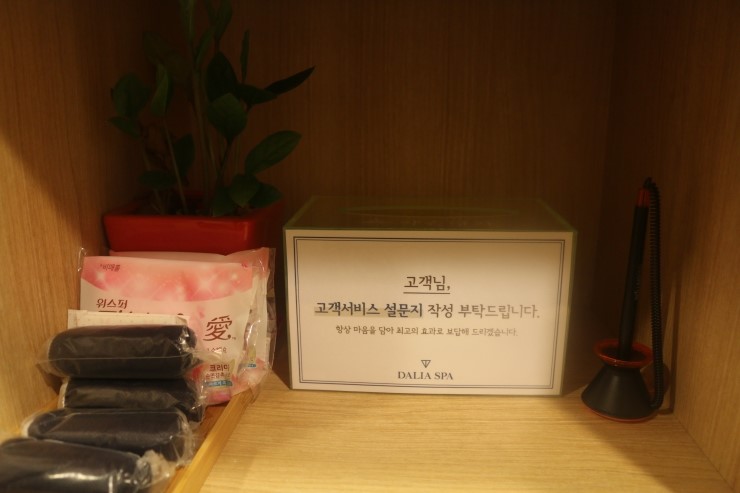 위스퍼
愛
고객님,
고객서비스 설문지 작성 부탁드립니다.
항상 마음을 담아 최고의 효과로 보답해 드리겠습니다.
DALIA SPA